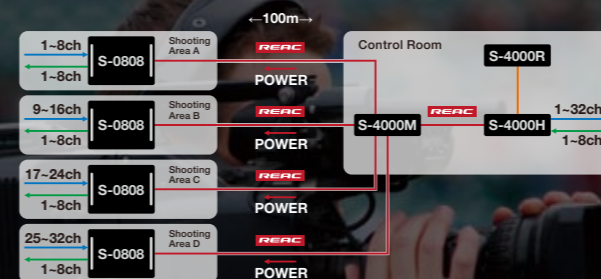 ←100m→
1~8ch
S-0808
Shooting
Area A
REAC
1~8ch
POWER
Control Room
S-4000R
9~16ch
S-0808
Shooting
Area B
REAC
1~8ch
POWER
S-4000M
REAC
S-4000H
1~32ch
1~8ch
17~24ch
S-0808
Shooting
Area C
REAC
1~8ch
POWER
25~32ch
S-0808
Shooting
Area D
REAC
1~8ch
POWER